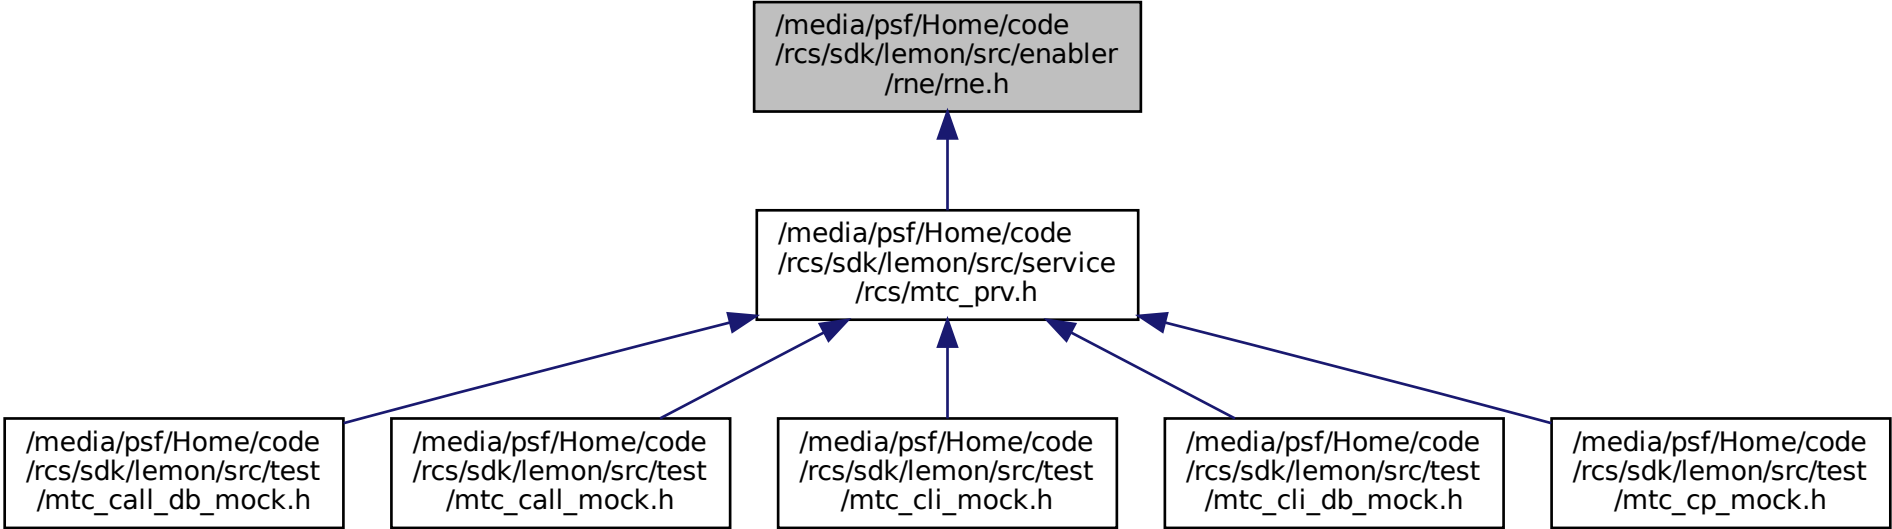 /media/psf/Home/code
/rcs/sdk/lemon/src/enabler
/rne/rne.h
/media/psf/Home/code
/rcs/sdk/lemon/src/service
/rcs/mtc_prv.h
/media/psf/Home/code
/rcs/sdk/lemon/src/test
/mtc_call_db_mock.h
/media/psf/Home/code
/rcs/sdk/lemon/src/test
/mtc_call_mock.h
/media/psf/Home/code
/rcs/sdk/lemon/src/test
/mtc_cli_mock.h
/media/psf/Home/code
/rcs/sdk/lemon/src/test
/mtc_cli_db_mock.h
/media/psf/Home/code
/rcs/sdk/lemon/src/test
/mtc_cp_mock.h